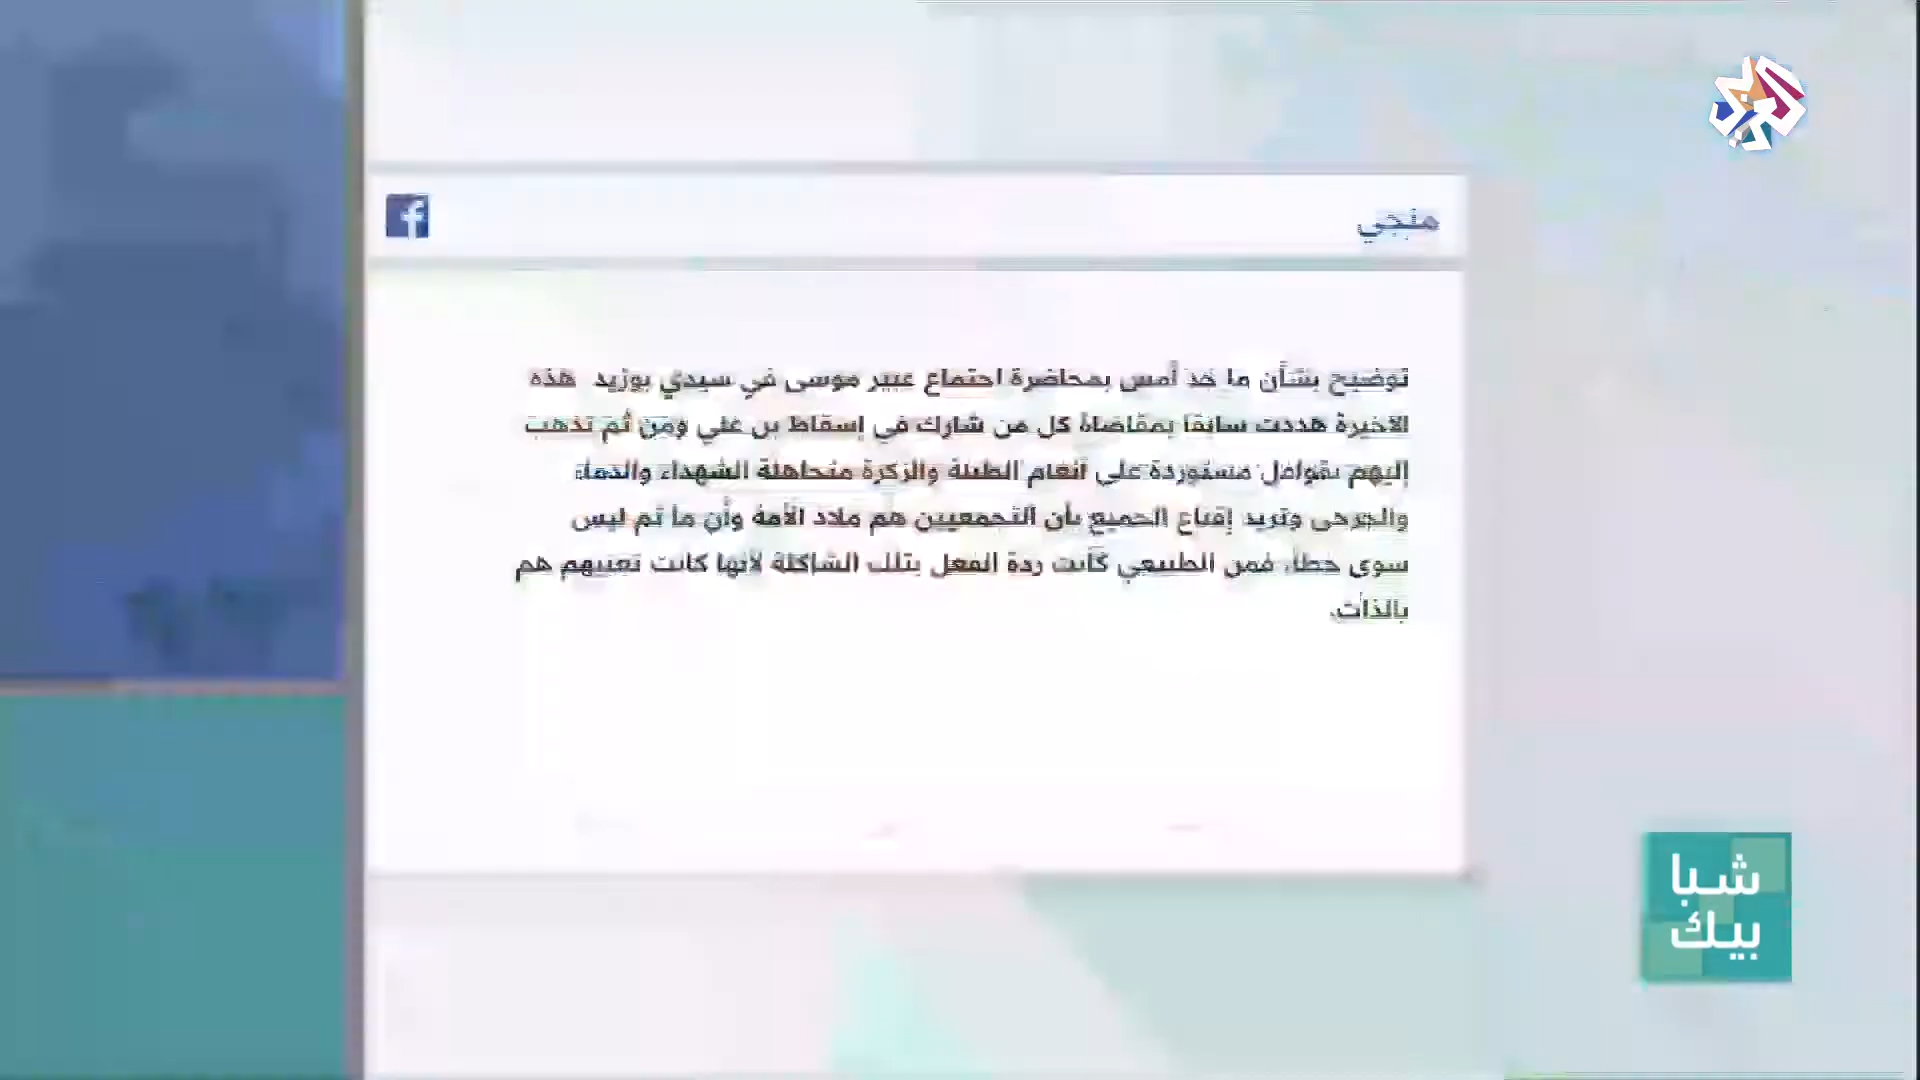 منجي
توضيح بشأن ما خد أمس بمحاضرة اجتماع عبير موسى في سيدي بوزيد هذه
الأخيرة هددت سابقا بمقاضاة كل من شارك في إسقاط بن علي ومن ثم تذهب
إليهم بقوافل مستوردة على أنغام الطبلة والزكرة متجاهلة الشهداء والدماء
والجرحى وتريد إقناع الجميع بأن التجمعيين هم ملاذ الأمة وأن ما تم ليس
سوى خطأ، فمن الطبيعي كانت ردة الفعل بتلك الشاكلة لأنها كانت تعنيهم هم
بالذات.
شبا
بيك